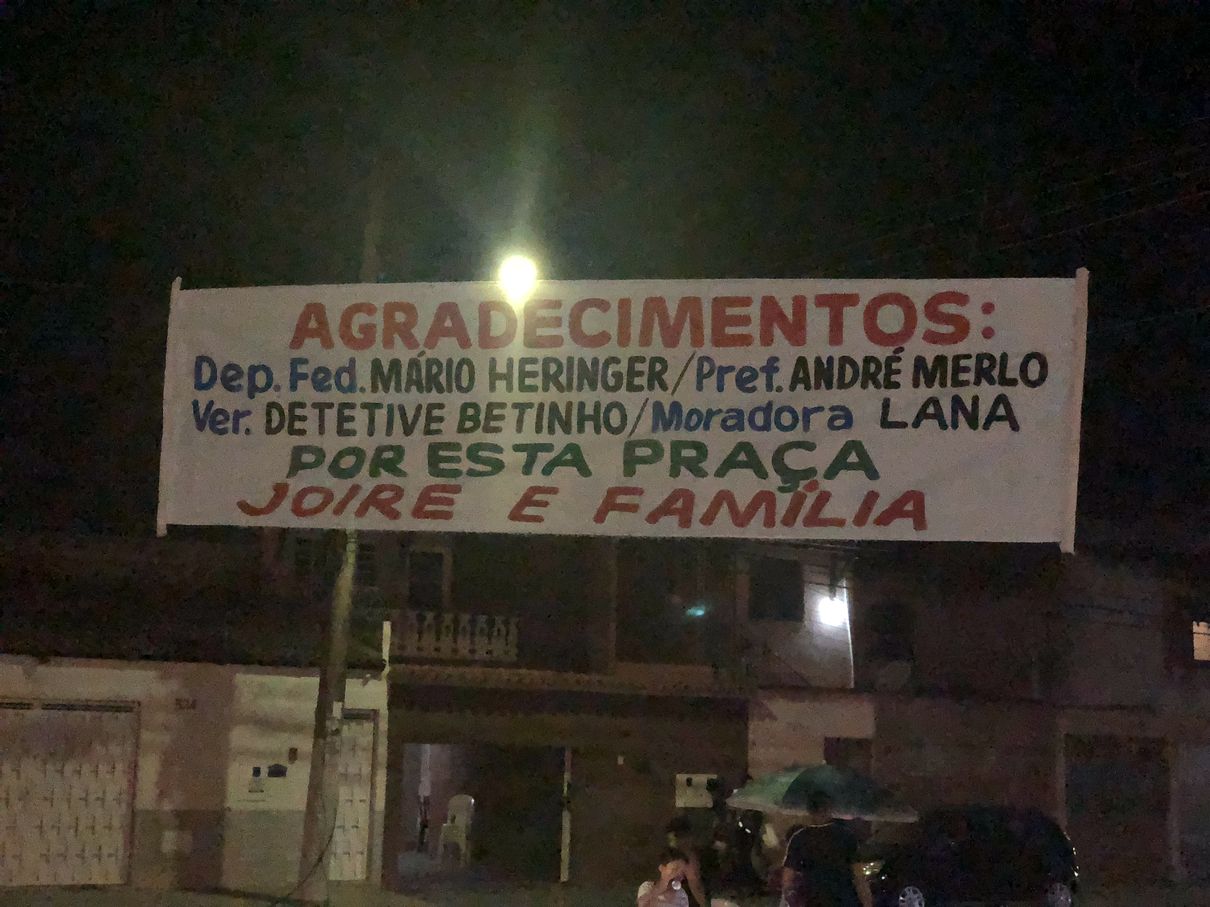 AGRADECIMENTOS:
Dep. Fed. MÁRIO HERINGER/Pref. ANDRÉ MERLO
Ver. DETETIVE BETINHO/Moradora LANA
POR ESTA PRAÇA
JOIRE E FAMÍLIA